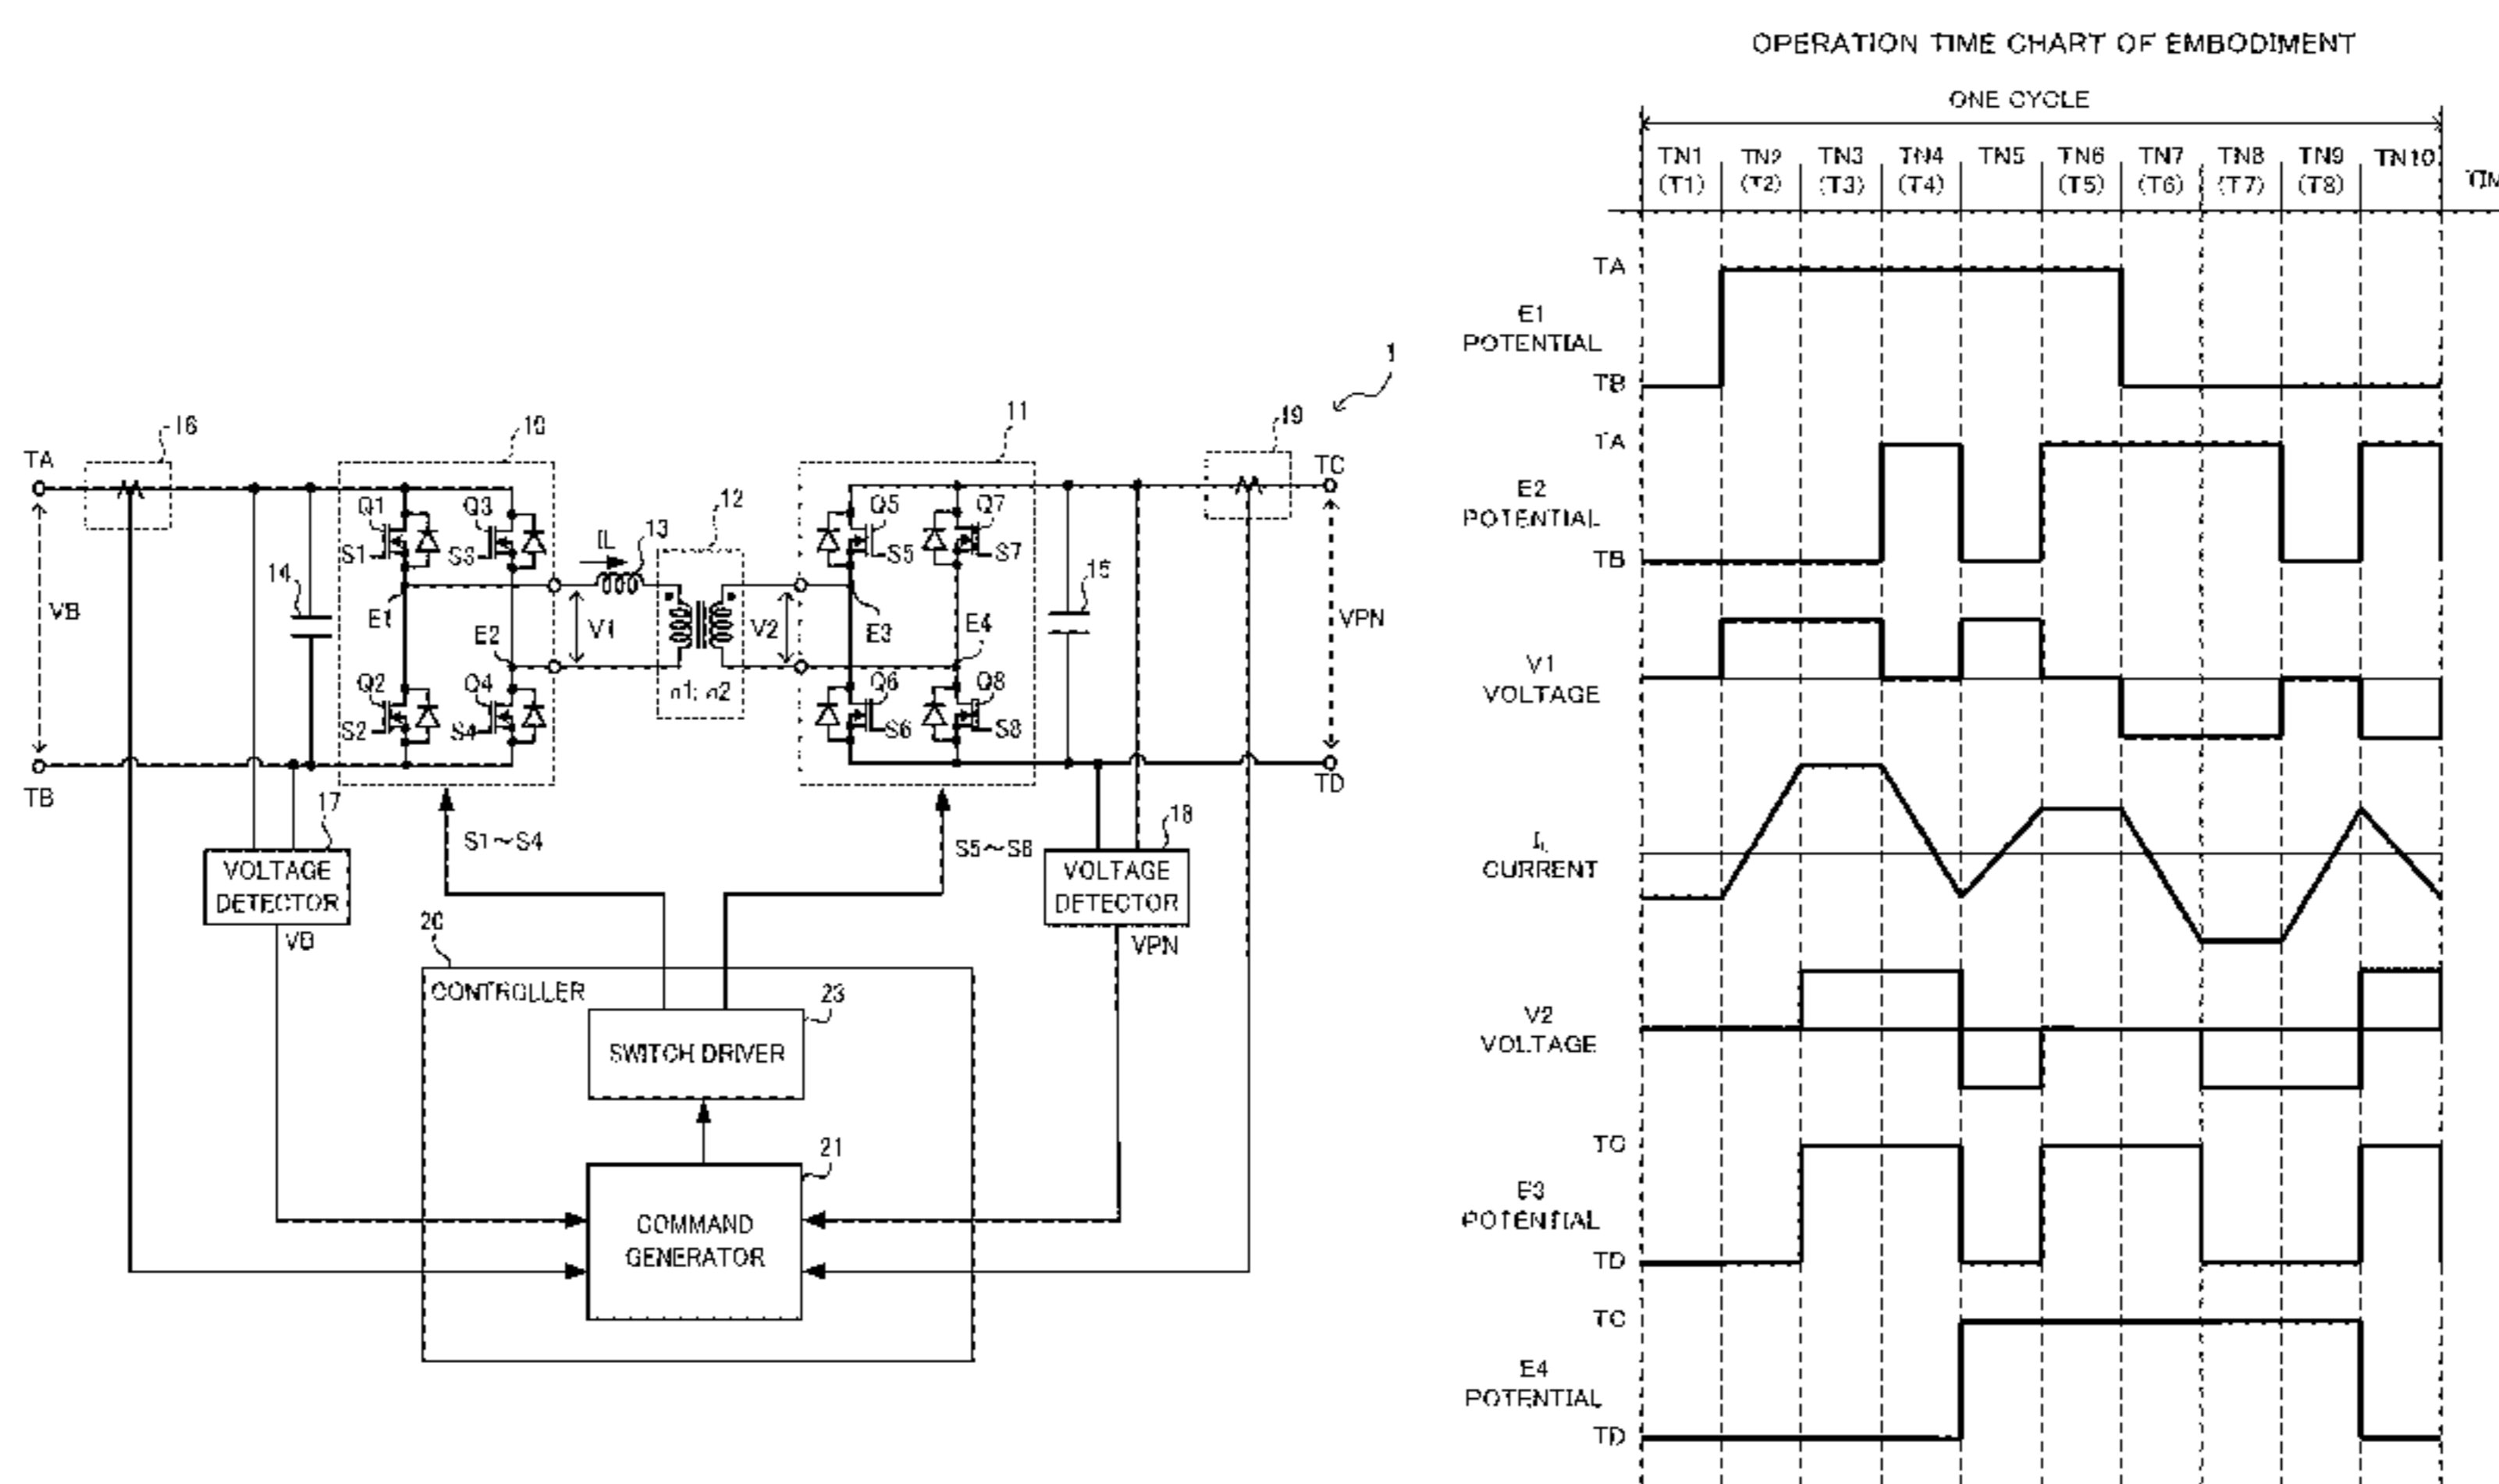 OPERATION TIME CHART OF EMBODIMENT
ONE CYCLE
TN1 TN2 TN3 TN4 TN5 TN6 TN7 TN8 TN9 TN10
(T1) (T2) (T3) (T4) (T5) (T6) (T7) (T8)
TIM
TA
E1
POTENTIAL
TB
TA
E2
POTENTIAL
TB
V1
VOLTAGE
IL
CURRENT
V2
VOLTAGE
TC
E3
POTENTIAL
TD
TC
E4
POTENTIAL
TD
1
16
10
11
19
TA
TC
Q1 Q3
12
Q5 Q7
S1 S3
IL
13
S5 S7
14
15
VB
E1
E2
V1
V2
E3
E4
VPN
Q2 Q4
n1: n2
Q6 Q8
S2 S4
S6 S8
TB
TD
17
18
S1~S4
S5~S8
VOLTAGE
DETECTOR
VOLTAGE
DETECTOR
VB
VPN
20
CONTROLLER
23
SWITCH DRIVER
21
COMMAND
GENERATOR